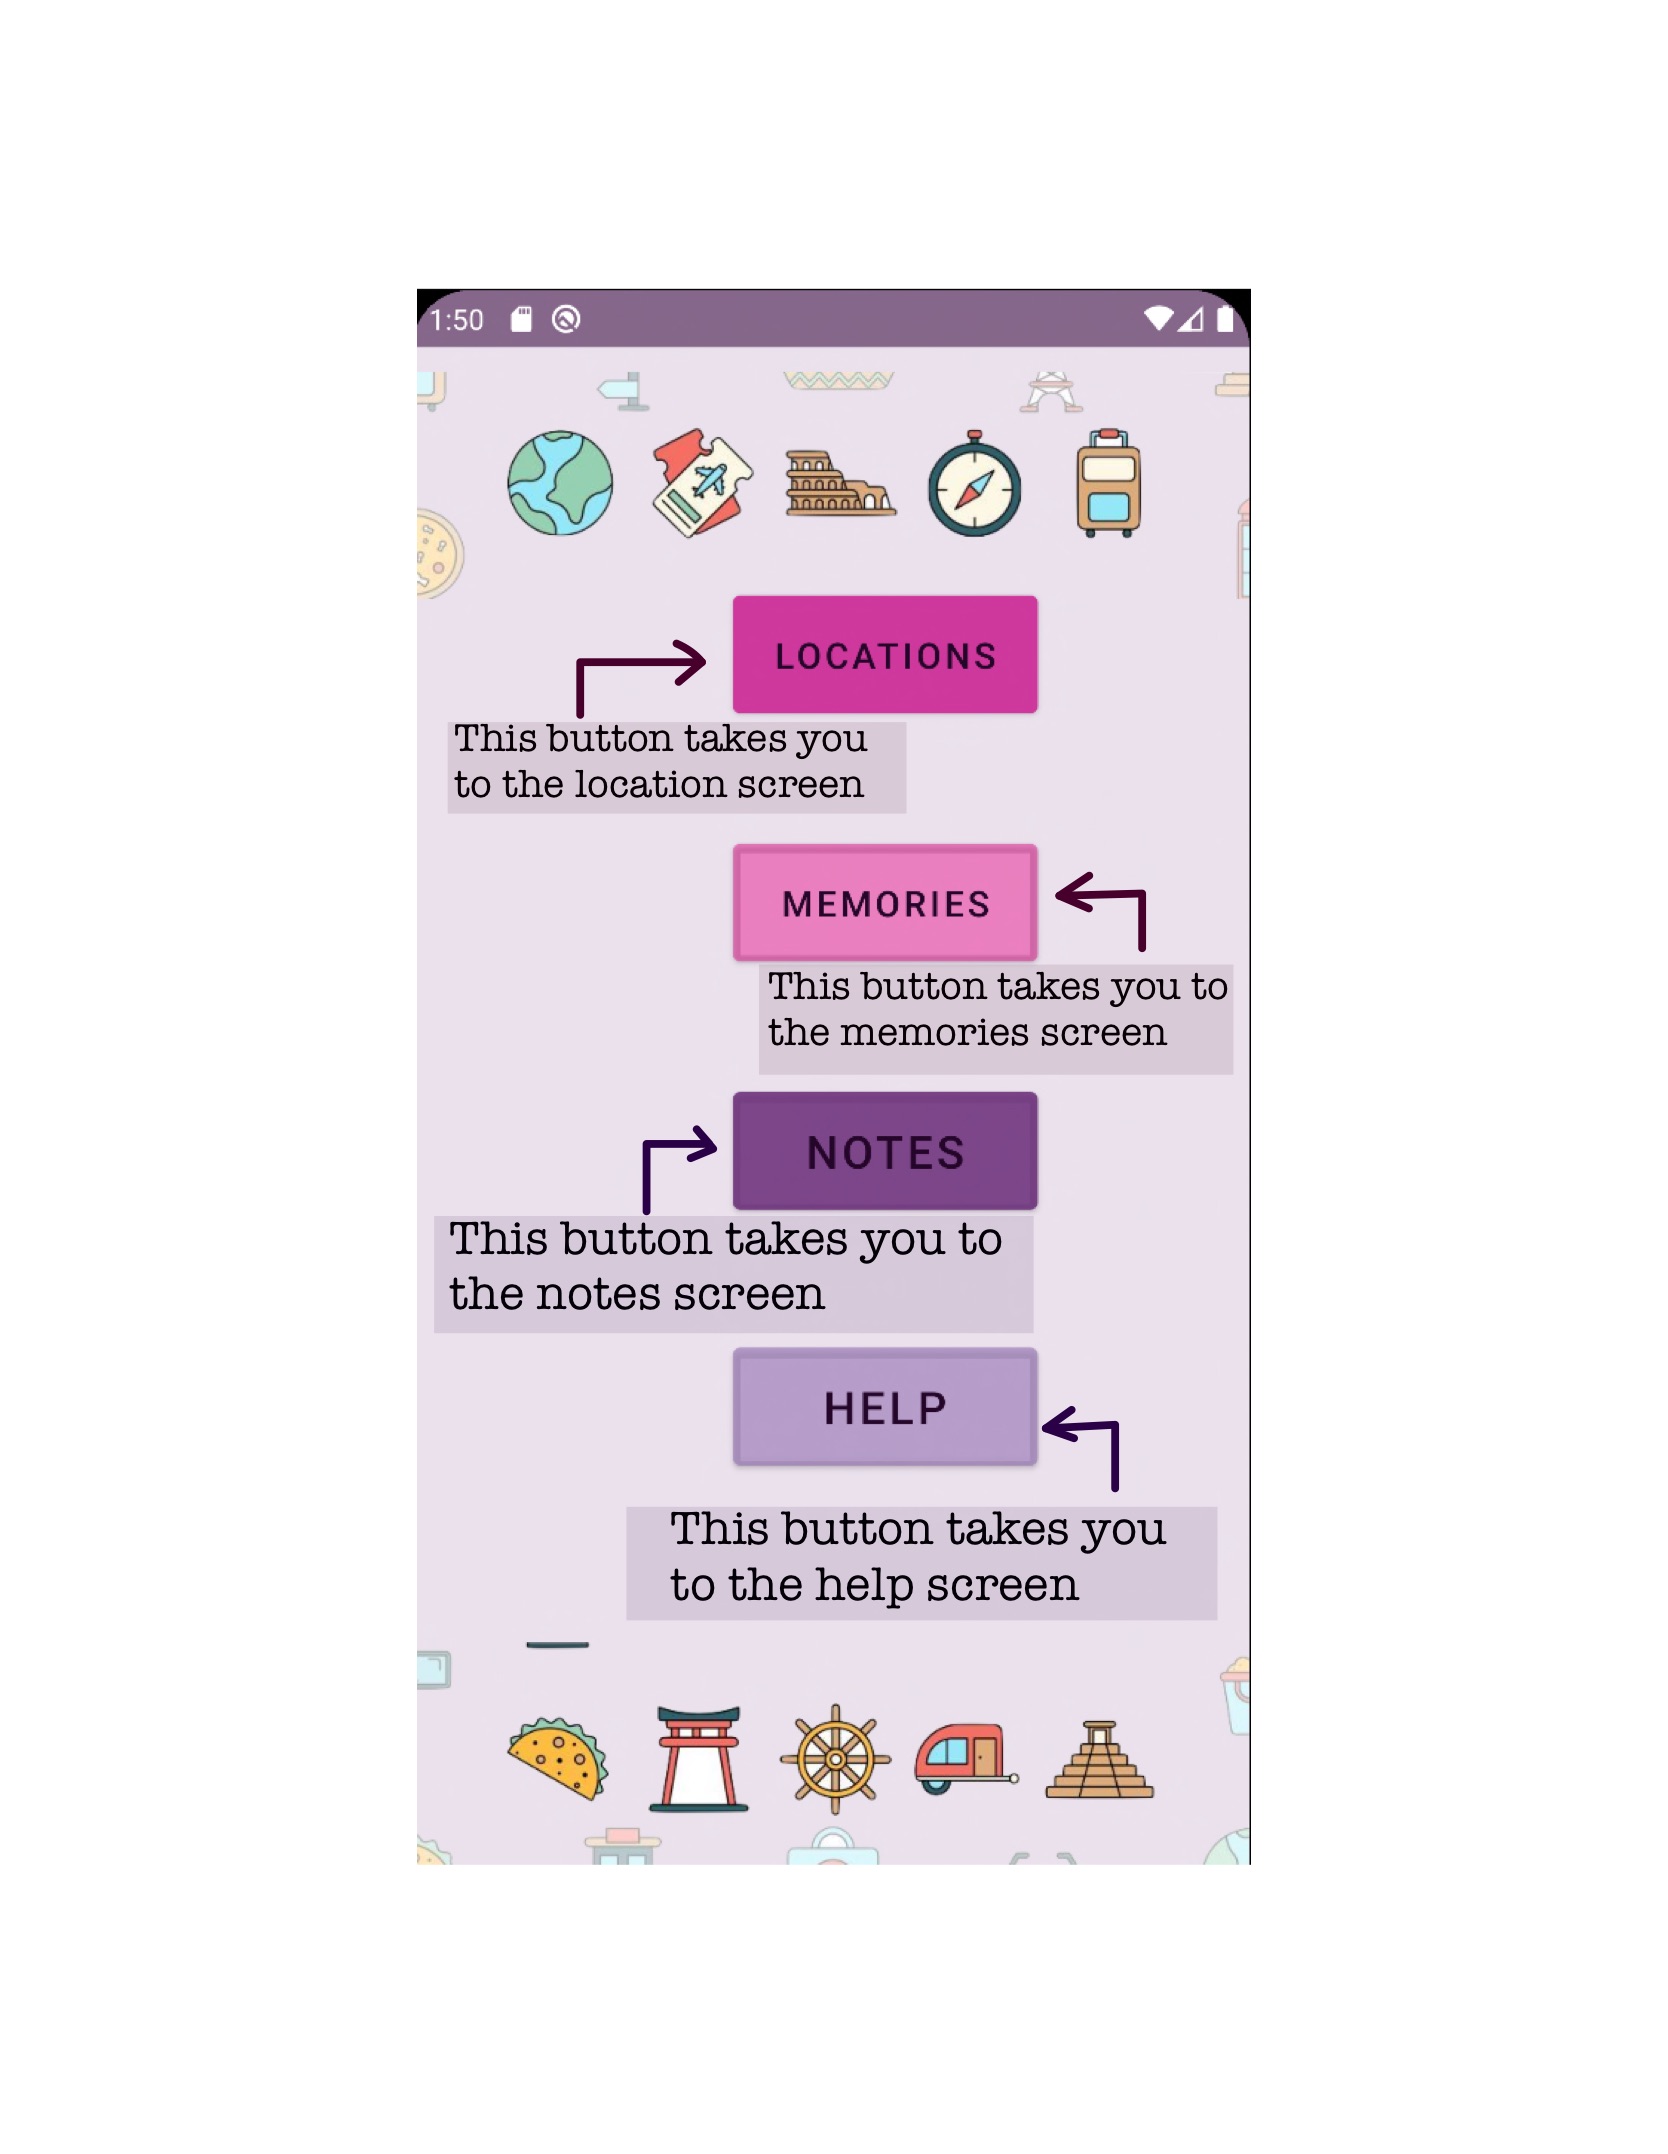 1:50
LOCATIONS
This button takes you
to the location screen
MEMORIES
This button takes you to
the memories screen
NOTES
This button takes you to
the notes screen
HELP
This button takes you
to the help screen